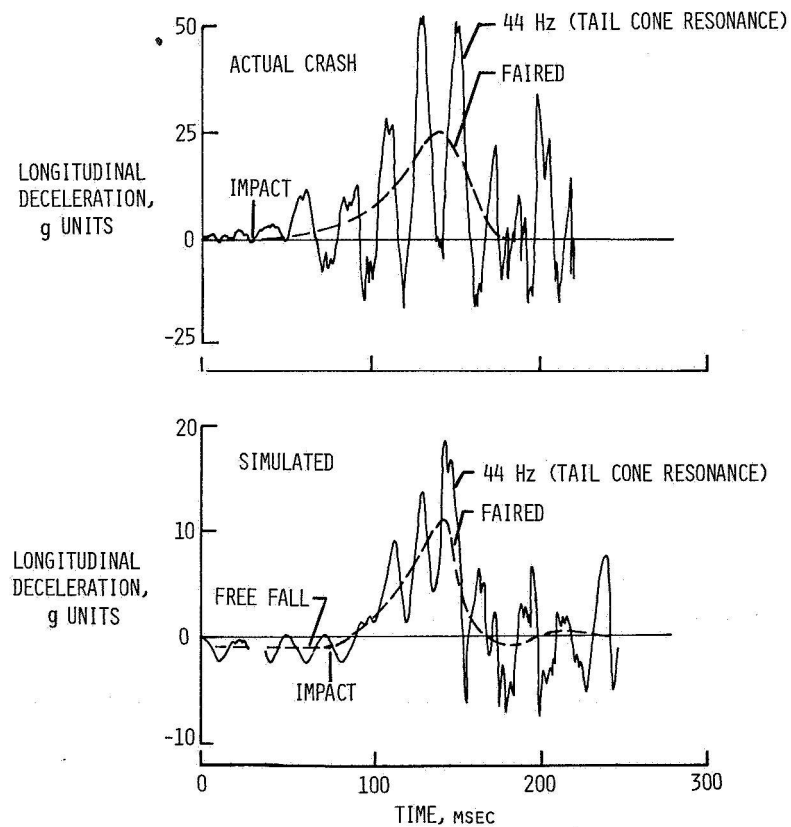 50
44 Hz (TAIL CONE RESONANCE)
ACTUAL CRASH
FAIRED
25
LONGITUDINAL
DECELERATION,
g UNITS
IMPACT
0
-25
20
SIMULATED
44 Hz (TAIL CONE RESONANCE)
FAIRED
10
LONGITUDINAL
DECELERATION,
g UNITS
FREE FALL
0
IMPACT
-10
0 100 200 300
TIME, MSEC